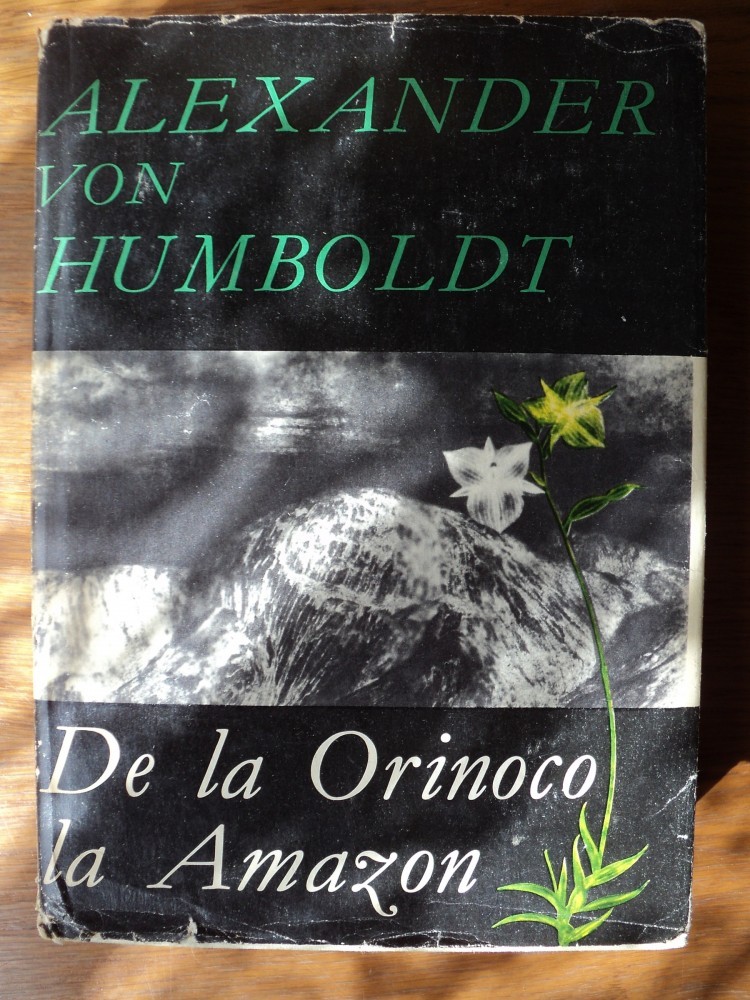 ALEXANDER
VON
HUMBOLDT
De la Orinoco
la Amazon